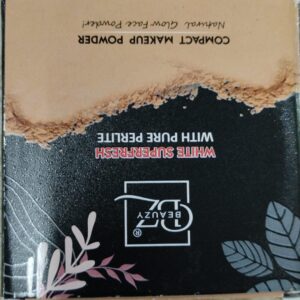 BEAUZY
®
WHITE SUPERFRESH
WITH PURE PERLITE
COMPACT MAKEUP POWDER
Natural Glow Face Powder!